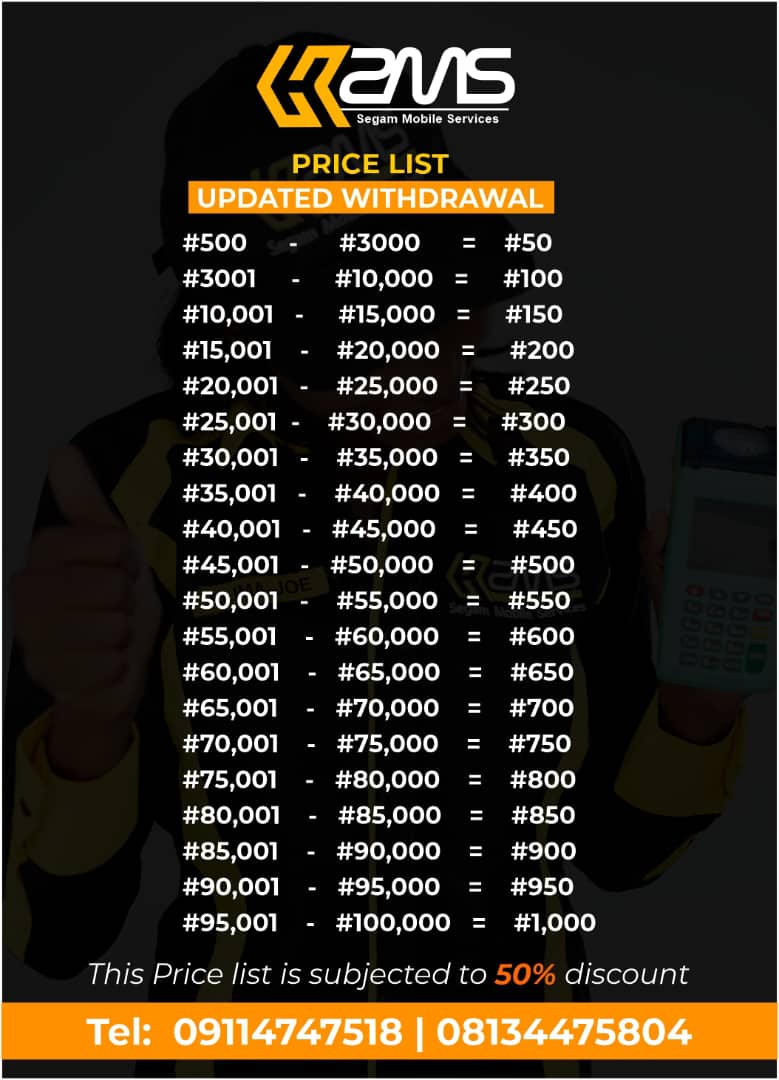 SMS
Segam Mobile Services
PRICE LIST
UPDATED WITHDRAWAL
#500 - #3000 = #50
#3001 - #10,000 = #100
#10,001 - #15,000 = #150
#15,001 - #20,000 = #200
#20,001 - #25,000 = #250
#25,001 - #30,000 = #300
#30,001 - #35,000 = #350
#35,001 - #40,000 = #400
#40,001 - #45,000 = #450
#45,001 - #50,000 = #500
#50,001 - #55,000 = #550
#55,001 - #60,000 = #600
#60,001 - #65,000 = #650
#65,001 - #70,000 = #700
#70,001 - #75,000 = #750
#75,001 - #80,000 = #800
#80,001 - #85,000 = #850
#85,001 - #90,000 = #900
#90,001 - #95,000 = #950
#95,001 - #100,000 = #1,000
This Price list is subjected to 50% discount
Tel: 09114747518 | 08134475804